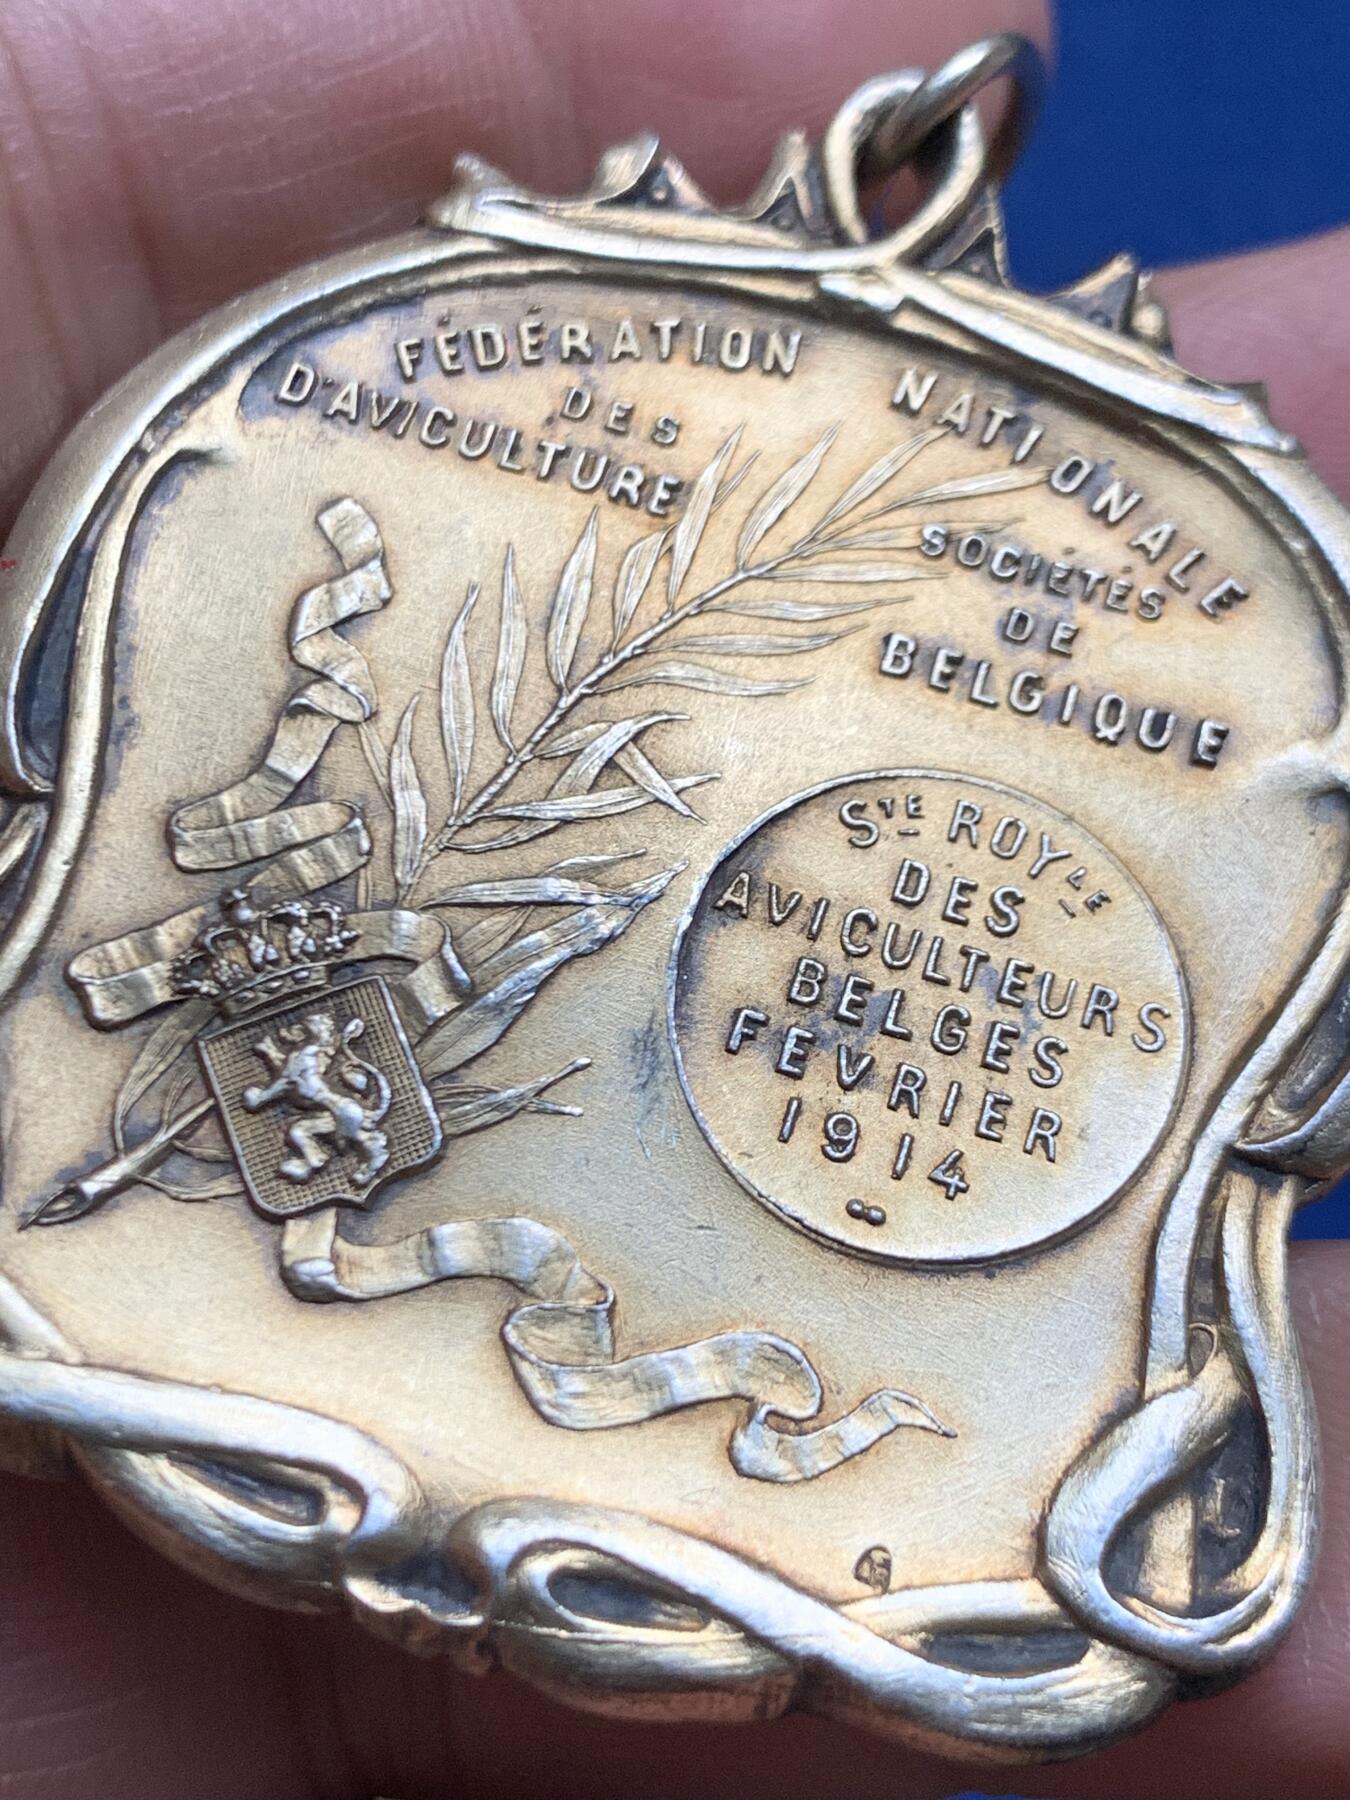 FÉDÉRATION NATIONALE
DES
D'AVICULTURE
SOCIÉTÉS
DE
BELGIQUE
STE ROYLE
DES
AVICULTEURS
BELGES
FEVRIER
1914